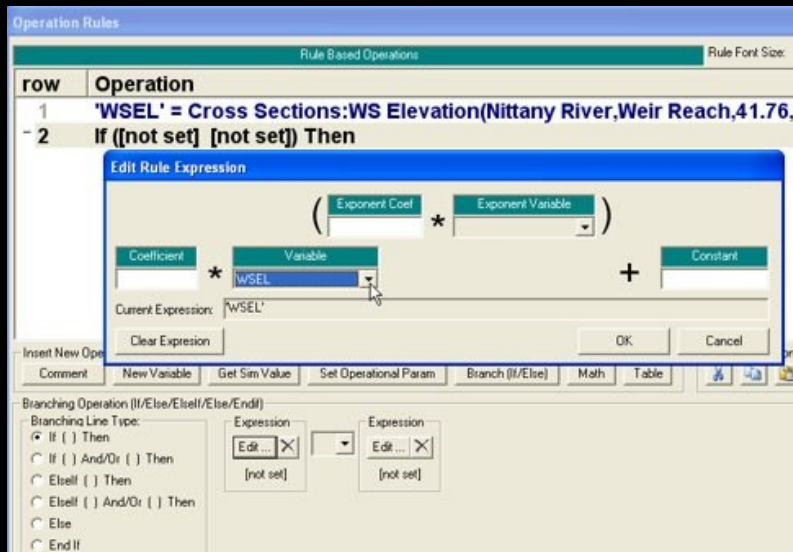 Operation Rules
Rule Based Operations Rule Font Size:
row Operation
1 'WSEL' = Cross Sections:WS Elevation(Nittany River,Weir Reach,41.76,
2 If ([not set] [not set]) Then
Edit Rule Expression
( Exponent Coef * Exponent Variable )
Coefficient * Variable + Constant
WSEL
Current Expression: 'WSEL'
Clear Expresion OK Cancel
Insert New Ope
Comment New Variable Get Sim Value Set Operational Param Branch (If/Else) Math Table
Branching Operation (If/Else/ElseIf/Else/Endif)
Branching Line Type: Expression Expression
If ( ) Then Edit ... Edit ...
If ( ) And/Or ( ) Then [not set] [not set]
ElseIf ( ) Then
ElseIf ( ) And/Or ( ) Then
Else
End If